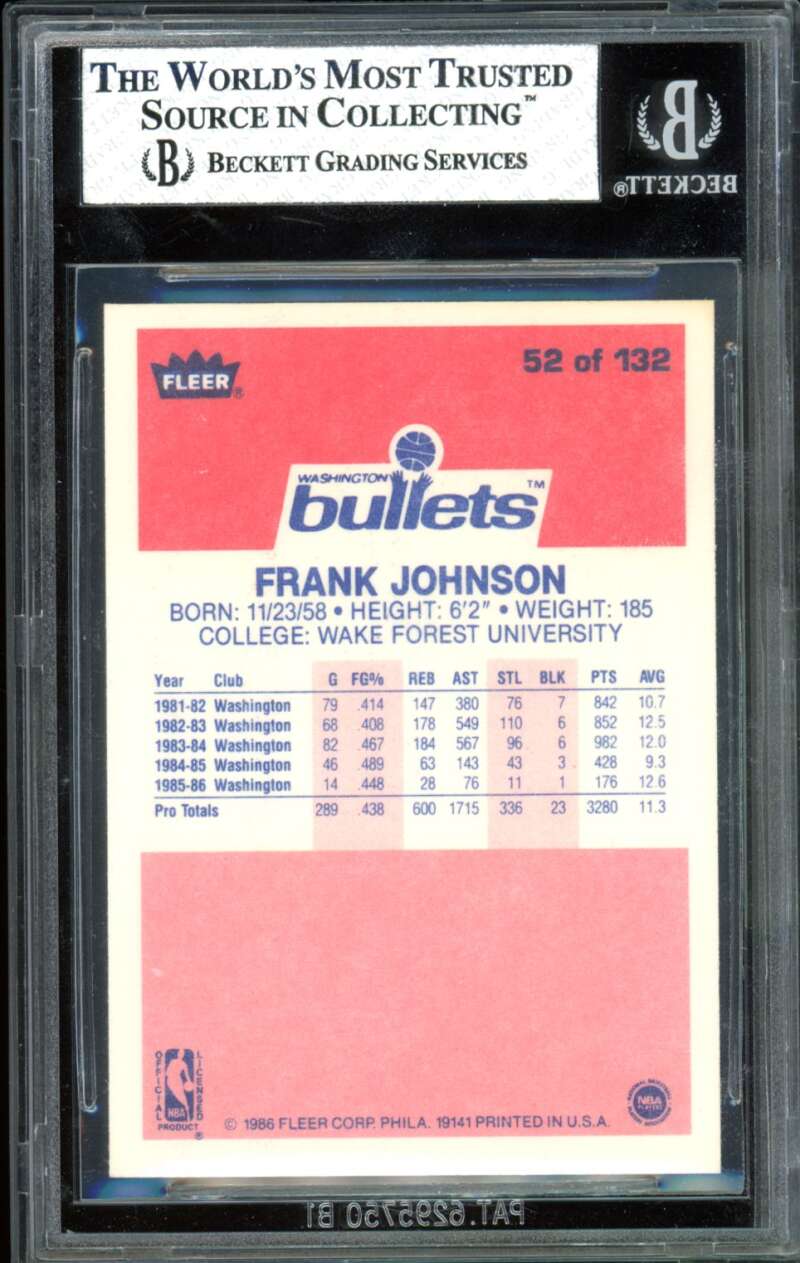 THE WORLD'S MOST TRUSTED
SOURCE IN COLLECTING™
B BECKETT GRADING SERVICES
B
BECKETT®
FLEER®
52 of 132
WASHINGTON
bullets™
FRANK JOHNSON
BORN: 11/23/58 • HEIGHT: 6'2" • WEIGHT: 185
COLLEGE: WAKE FOREST UNIVERSITY
Year Club G FG% REB AST STL BLK PTS AVG
1981-82 Washington 79 .414 147 380 76 7 842 10.7
1982-83 Washington 68 .408 178 549 110 6 852 12.5
1983-84 Washington 82 .467 184 567 96 6 982 12.0
1984-85 Washington 46 .489 63 143 43 3 428 9.3
1985-86 Washington 14 .448 28 76 11 1 176 12.6
Pro Totals 289 .438 600 1715 336 23 3280 11.3
OFFICIAL LICENSED
NBA
PRODUCT ®
© 1986 FLEER CORP. PHILA. 19141 PRINTED IN U.S.A.
NBA
PLAYERS
PAT.6295750 B1